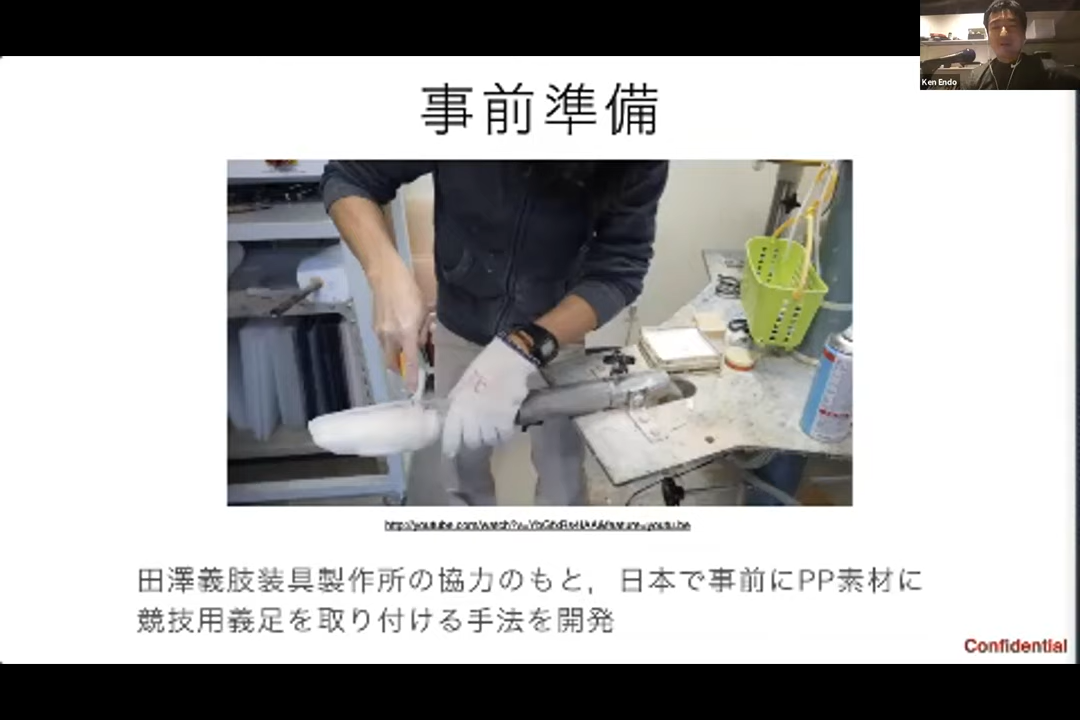 Ken Endo
事前準備
田澤義肢装具製作所の協力のもと，日本で事前にPP素材に
競技用義足を取り付ける手法を開発
Confidential